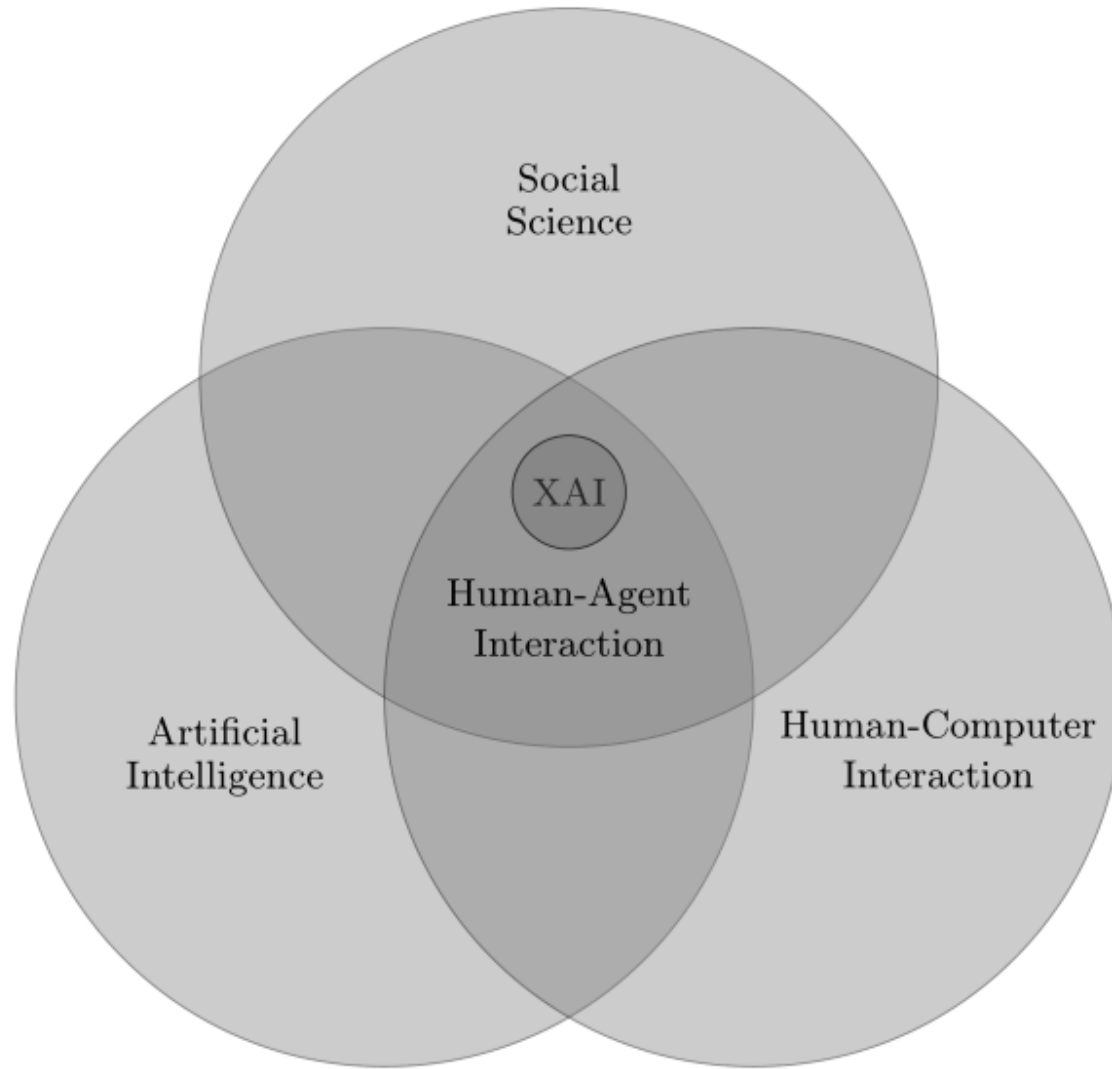 Social
Science
XAI
Human-Agent
Interaction
Artificial
Intelligence
Human-Computer
Interaction